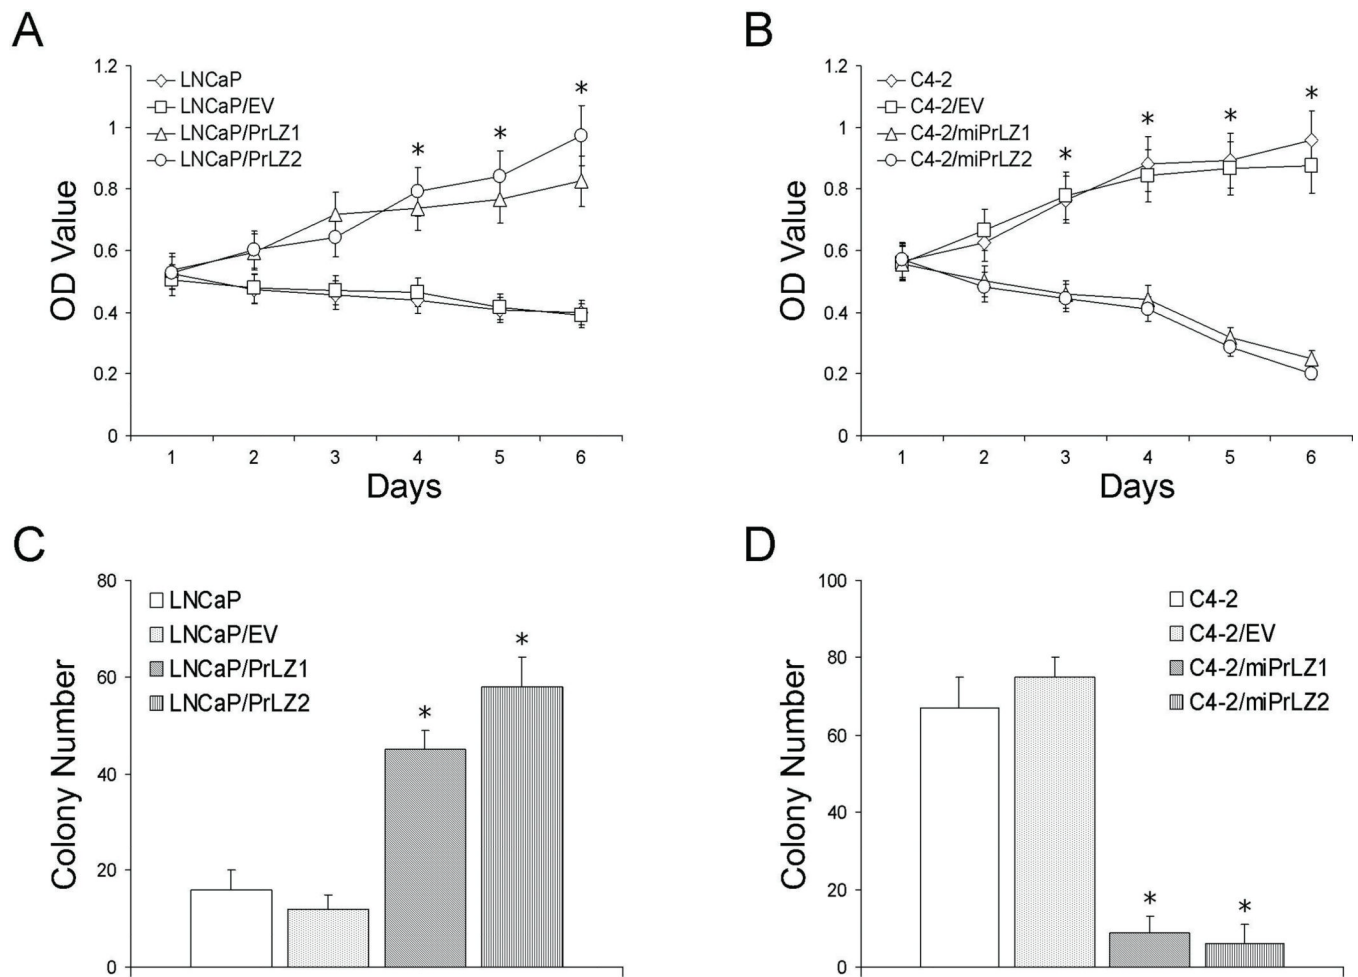 A
1.2
1
0.8
0.6
0.4
0.2
0
OD Value
LNCaP
LNCaP/EV
LNCaP/PrLZ1
LNCaP/PrLZ2
*
*
*
1 2 3 4 5 6
Days
B
1.2
1
0.8
0.6
0.4
0.2
0
OD Value
C4-2
C4-2/EV
C4-2/miPrLZ1
C4-2/miPrLZ2
*
*
*
*
1 2 3 4 5 6
Days
C
80
60
40
20
0
Colony Number
LNCaP
LNCaP/EV
LNCaP/PrLZ1
LNCaP/PrLZ2
*
*
D
100
80
60
40
20
0
Colony Number
C4-2
C4-2/EV
C4-2/miPrLZ1
C4-2/miPrLZ2
*
*